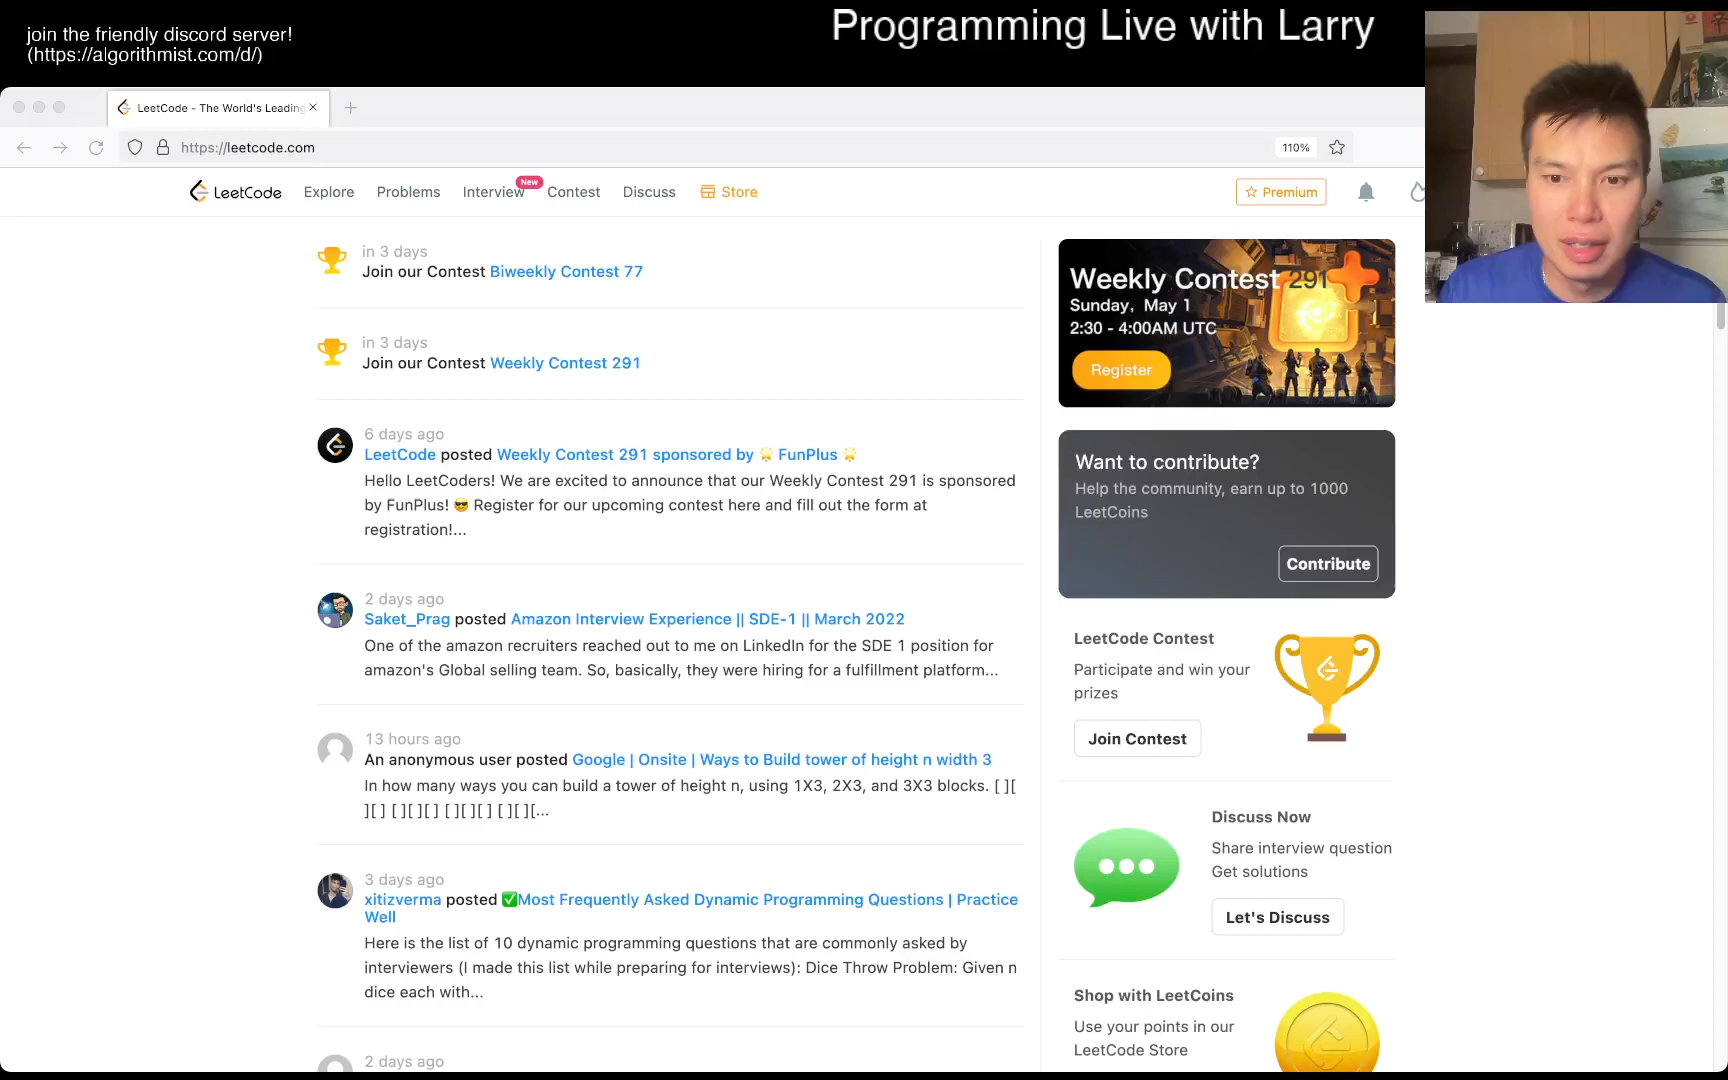 join the friendly discord server!
(https://algorithmist.com/d/)
Programming Live with Larry
LeetCode - The World's Leading
https://leetcode.com
110%
LeetCode
Explore
Problems
Interview
New
Contest
Discuss
Store
Premium
in 3 days
Join our Contest Biweekly Contest 77
in 3 days
Join our Contest Weekly Contest 291
6 days ago
LeetCode posted Weekly Contest 291 sponsored by 🌟 FunPlus 🌟
Hello LeetCoders! We are excited to announce that our Weekly Contest 291 is sponsored
by FunPlus! 😎 Register for our upcoming contest here and fill out the form at
registration!...
2 days ago
Saket_Prag posted Amazon Interview Experience || SDE-1 || March 2022
One of the amazon recruiters reached out to me on LinkedIn for the SDE 1 position for
amazon's Global selling team. So, basically, they were hiring for a fulfillment platform...
13 hours ago
An anonymous user posted Google | Onsite | Ways to Build tower of height n width 3
In how many ways you can build a tower of height n, using 1X3, 2X3, and 3X3 blocks. [ ][
][ ] [ ][ ][ ] [ ][ ][ ] [ ][ ][...
3 days ago
xitizverma posted ✅Most Frequently Asked Dynamic Programming Questions | Practice
Well
Here is the list of 10 dynamic programming questions that are commonly asked by
interviewers (I made this list while preparing for interviews): Dice Throw Problem: Given n
dice each with...
2 days ago
Weekly Contest 291
Sunday, May 1
2:30 - 4:00AM UTC
Register
Want to contribute?
Help the community, earn up to 1000
LeetCoins
Contribute
LeetCode Contest
Participate and win your
prizes
Join Contest
Discuss Now
Share interview question
Get solutions
Let's Discuss
Shop with LeetCoins
Use your points in our
LeetCode Store